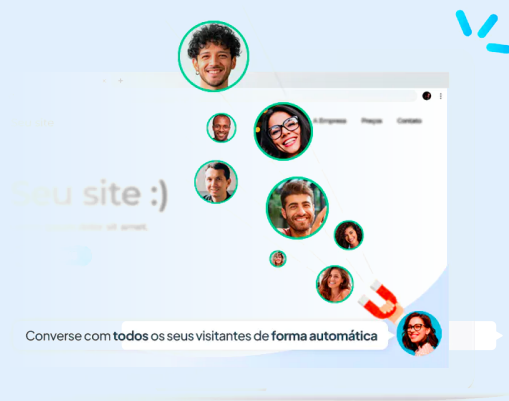 A Empresa Preços Contato
Seu site :)
Converse com todos os seus visitantes de forma automática